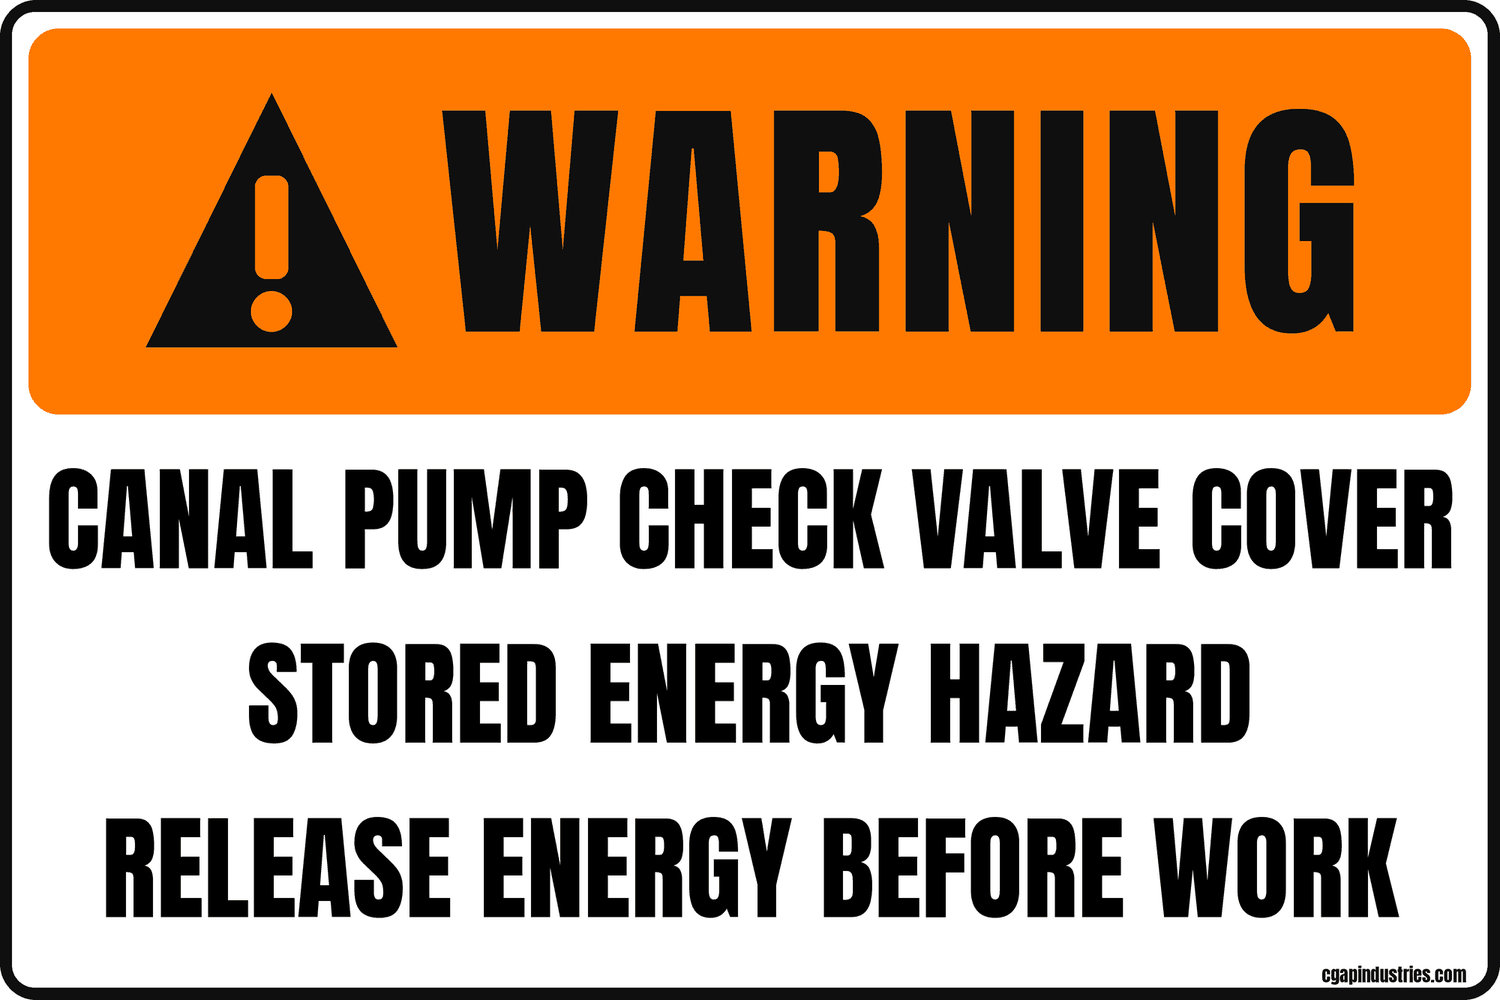 WARNING
CANAL PUMP CHECK VALVE COVER
STORED ENERGY HAZARD
RELEASE ENERGY BEFORE WORK
cgapindustries.com